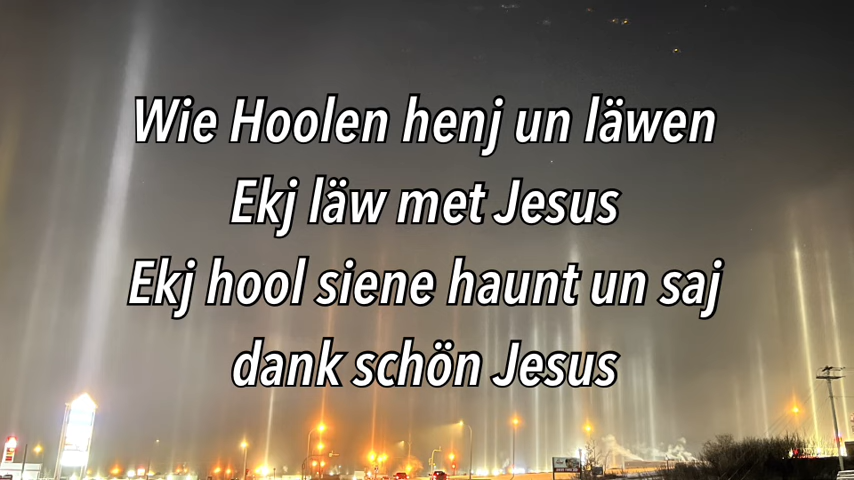 Wie Hoolen henj un läwen
Ekj läw met Jesus
Ekj hool siene haunt un saj
dank schön Jesus